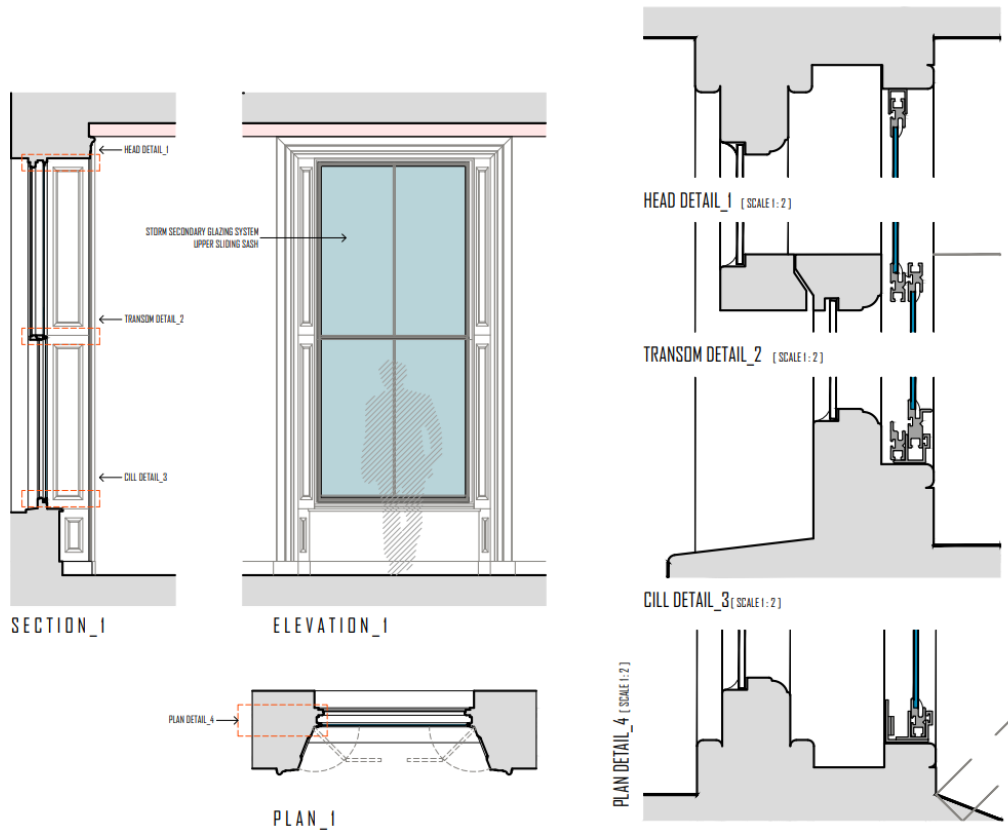 HEAD DETAIL_1
STORM SECONDARY GLAZING SYSTEM
UPPER SLIDING SASH
TRANSOM DETAIL_2
CILL DETAIL_3
SECTION_1
ELEVATION_1
PLAN DETAIL_4
PLAN_1
HEAD DETAIL_1 [ SCALE 1 : 2 ]
TRANSOM DETAIL_2 [ SCALE 1 : 2 ]
CILL DETAIL_3 [ SCALE 1 : 2 ]
PLAN DETAIL_4 [ SCALE 1 : 2 ]